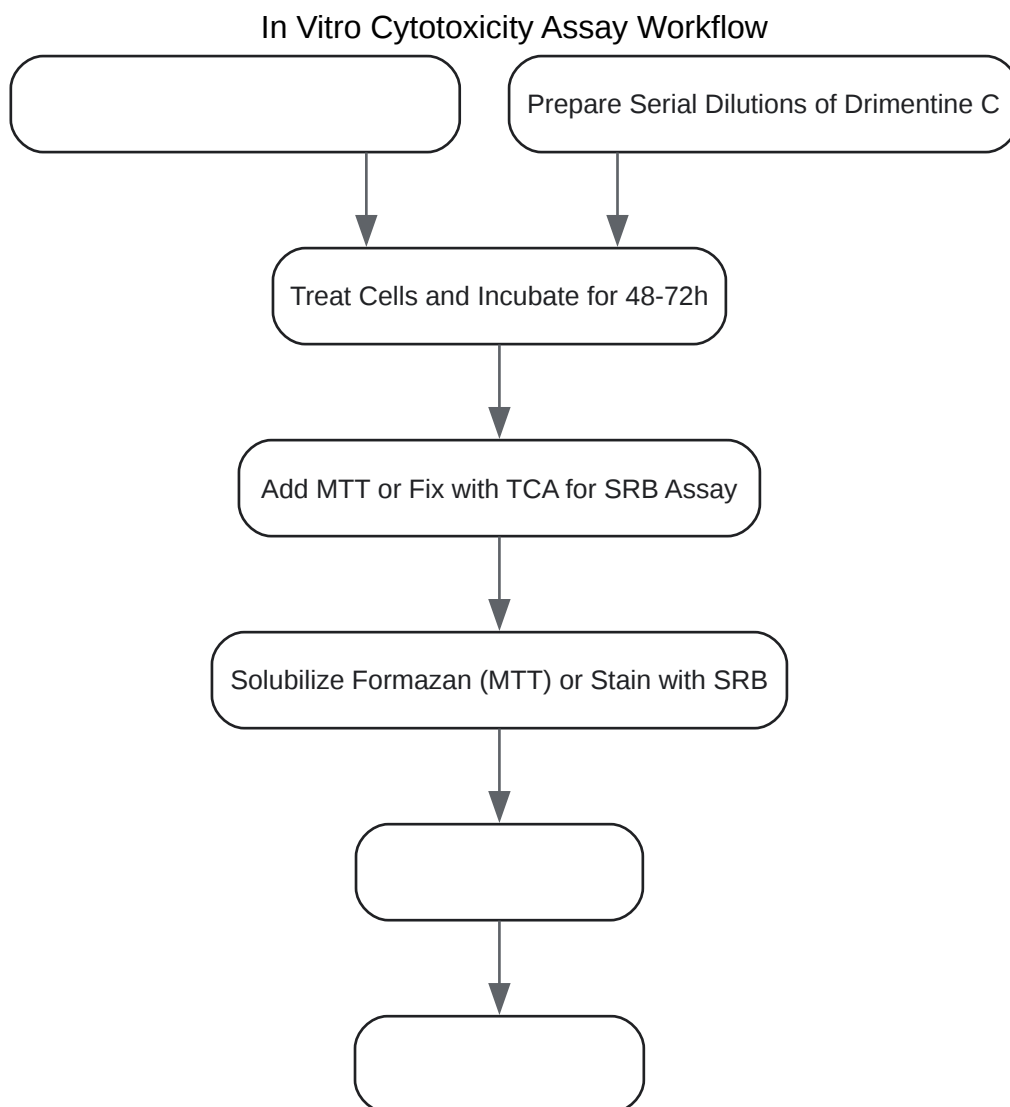 In Vitro Cytotoxicity Assay Workflow
Prepare Serial Dilutions of Drimentine C
Treat Cells and Incubate for 48-72h
Add MTT or Fix with TCA for SRB Assay
Solubilize Formazan (MTT) or Stain with SRB